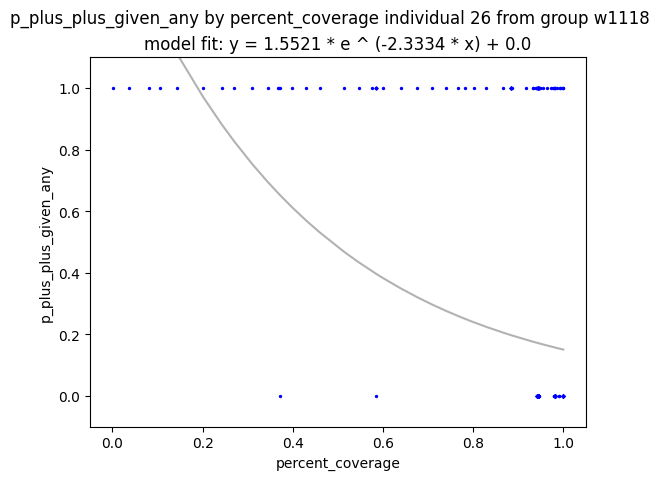 p_plus_plus_given_any by percent_coverage individual 26 from group w1118
model fit: y = 1.5521 * e ^ (-2.3334 * x) + 0.0
1.0
0.8
0.6
0.4
0.2
0.0
p_plus_plus_given_any
0.0 0.2 0.4 0.6 0.8 1.0
percent_coverage